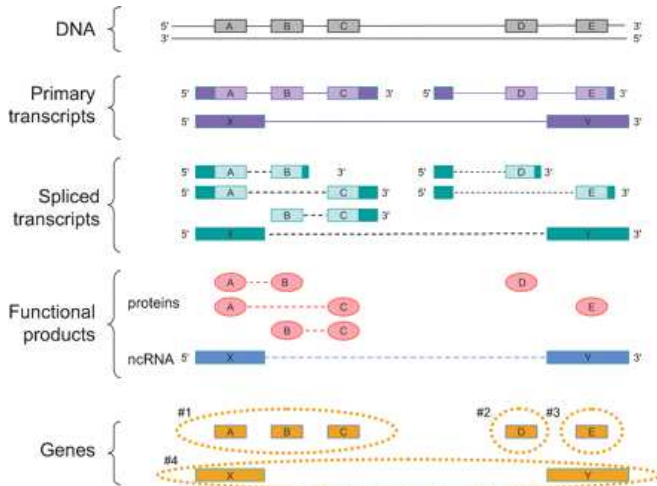 DNA
5' A B C D E 3'
3' 5'
Primary transcripts
5' A B C 3' 5' D E 3'
5' X Y 3'
Spliced transcripts
5' A B 3' 5' D 3'
5' A C 3' 5' E 3'
B C 3'
5' X Y 3'
Functional products
proteins
A B D
A C E
B C
ncRNA 5' X Y 3'
Genes
#1 #2 #3
A B C D E
#4
X Y